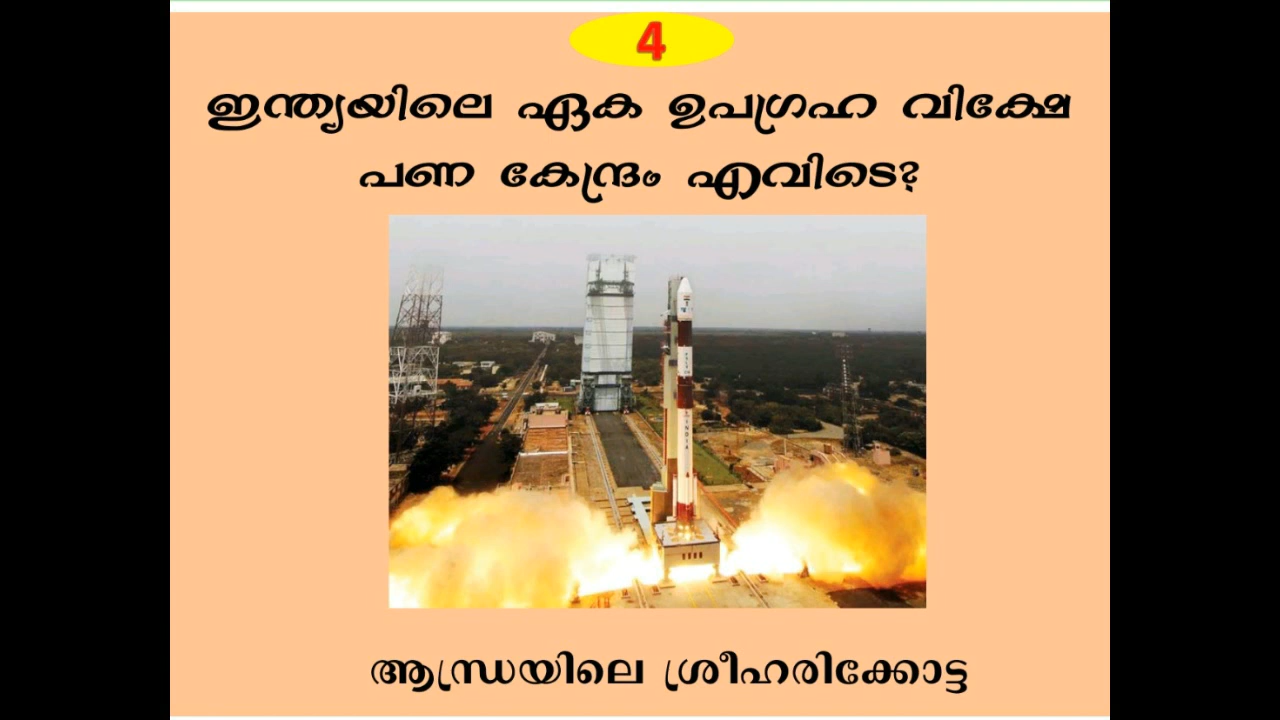 4
ഇന്ത്യയിലെ ഏക ഉപഗ്രഹ വിക്ഷേ
പണ കേന്ദ്രം എവിടെ?
ആന്ധ്രയിലെ ശ്രീഹരിക്കോട്ട